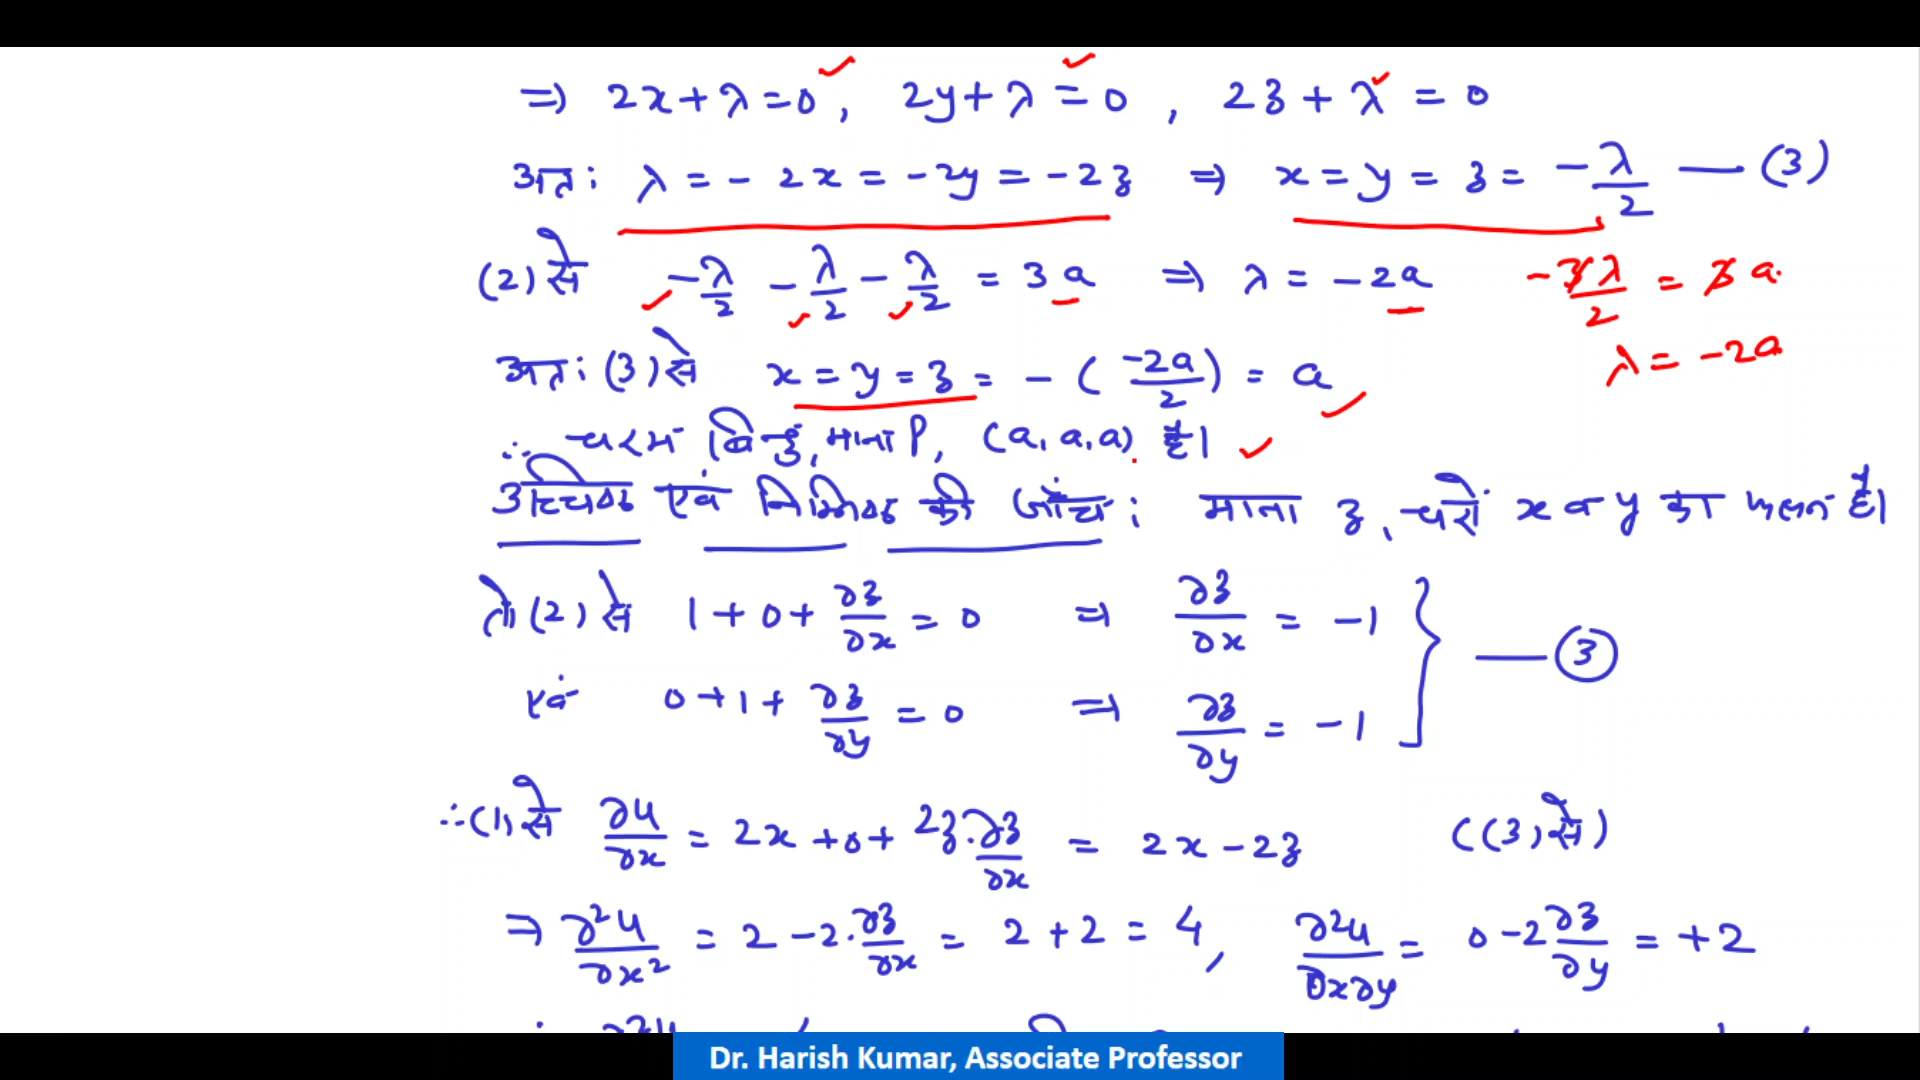 ⇒ 2x + λ = 0 , 2y + λ = 0 , 2z + λ = 0
अतः λ = - 2x = - 2y = - 2z ⇒ x = y = z = - λ/2 — (3)
(2) से - λ/2 - λ/2 - λ/2 = 3a ⇒ λ = - 2a - 3λ/2 = 3a
λ = - 2a
अतः (3) से x = y = z = - ( -2a/2 ) = a
∴ चरम बिन्दु, माना P, (a, a, a) है।
उच्चिष्ठ एवं निम्निष्ठ की जाँच : माना z, चरों x व y का फलन है।
तो (2) से 1 + 0 + ∂z/∂x = 0 ⇒ ∂z/∂x = - 1
— (3)
एवं 0 + 1 + ∂z/∂y = 0 ⇒ ∂z/∂y = - 1
∴ (1) से ∂u/∂x = 2x + 0 + 2z . ∂z/∂x = 2x - 2z ((3) से)
⇒ ∂²u/∂x² = 2 - 2 . ∂z/∂x = 2 + 2 = 4 , ∂²u/∂x∂y = 0 - 2 ∂z/∂y = + 2
Dr. Harish Kumar, Associate Professor